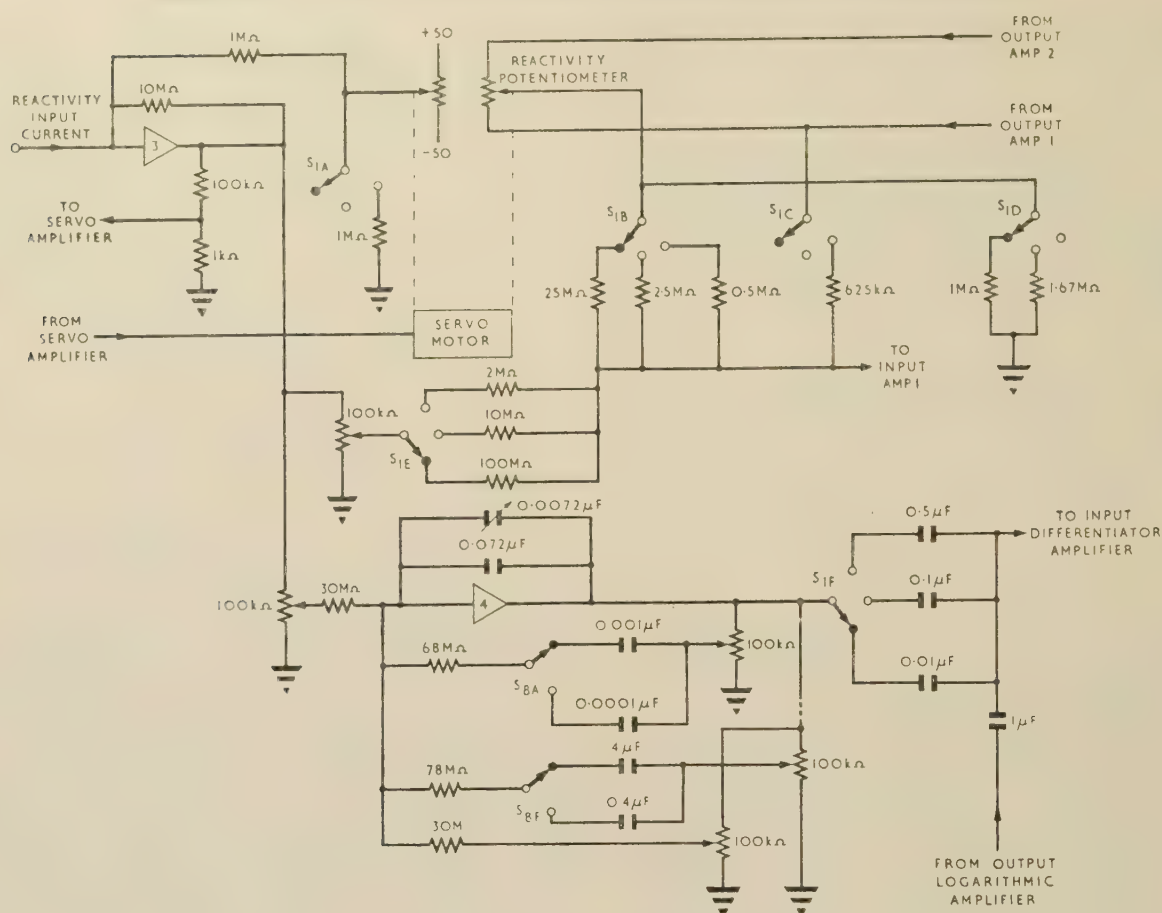 FROM
OUTPUT
AMP 2
1MΩ
+50
REACTIVITY
POTENTIOMETER
10MΩ
REACTIVITY
INPUT
CURRENT
FROM
OUTPUT
AMP 1
3
-50
S1A
100kΩ
TO
SERVO
AMPLIFIER
1MΩ
S1B
S1C
S1D
1kΩ
25MΩ
2·5MΩ
0·5MΩ
625kΩ
1MΩ
1·67MΩ
FROM
SERVO
AMPLIFIER
SERVO
MOTOR
TO
INPUT
AMP1
2MΩ
100kΩ
10MΩ
S1E
100MΩ
0·0072μF
0·072μF
0·5μF
TO INPUT
DIFFERENTIATOR
AMPLIFIER
S1F
0·1μF
30MΩ
100kΩ
4
0·001μF
100kΩ
0·01μF
68MΩ
S8A
0·0001μF
1μF
4μF
78MΩ
100kΩ
S8F
0·4μF
30M
100kΩ
FROM OUTPUT
LOGARITHMIC
AMPLIFIER